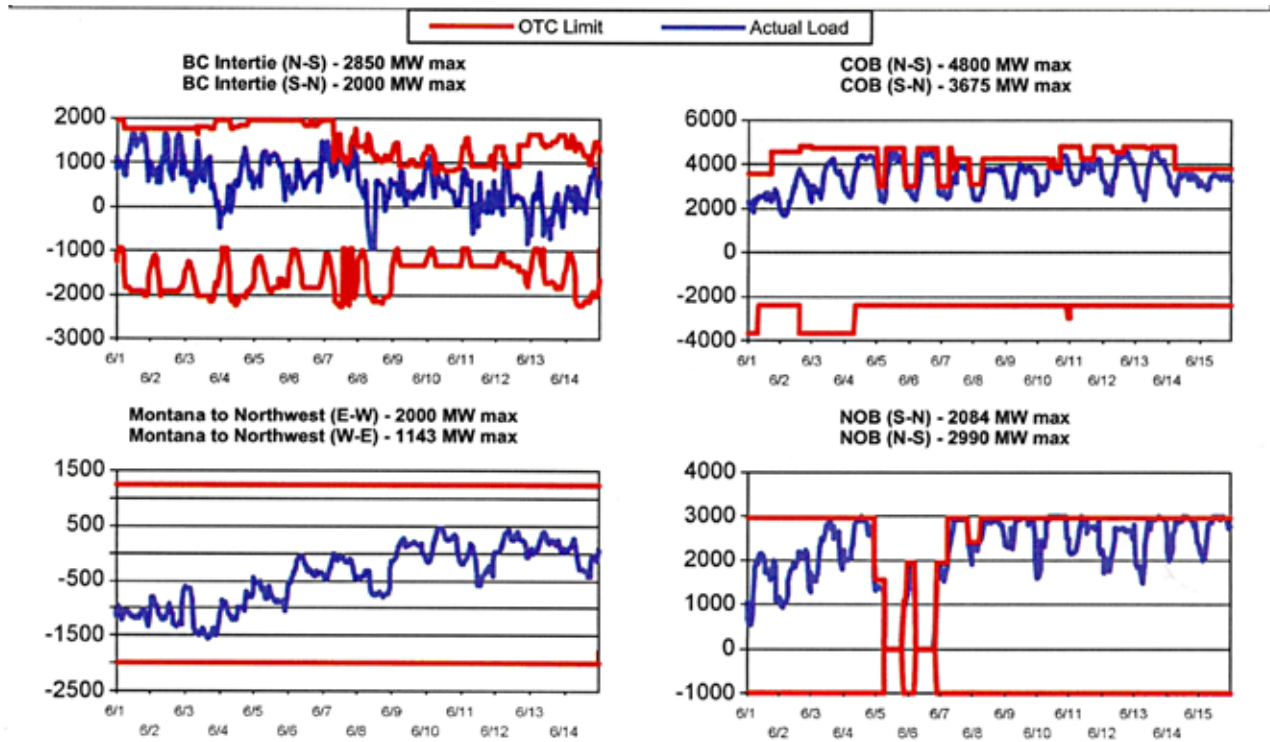 OTC Limit Actual Load
BC Intertie (N-S) - 2850 MW max
BC Intertie (S-N) - 2000 MW max
2000
1000
0
-1000
-2000
-3000
6/1 6/3 6/5 6/7 6/9 6/11 6/13
6/2 6/4 6/6 6/8 6/10 6/12 6/14
COB (N-S) - 4800 MW max
COB (S-N) - 3675 MW max
6000
4000
2000
0
-2000
-4000
6/1 6/3 6/5 6/7 6/9 6/11 6/13 6/15
6/2 6/4 6/6 6/8 6/10 6/12 6/14
Montana to Northwest (E-W) - 2000 MW max
Montana to Northwest (W-E) - 1143 MW max
1500
500
-500
-1500
-2500
6/1 6/3 6/5 6/7 6/9 6/11 6/13
6/2 6/4 6/6 6/8 6/10 6/12 6/14
NOB (S-N) - 2084 MW max
NOB (N-S) - 2990 MW max
4000
3000
2000
1000
0
-1000
6/1 6/3 6/5 6/7 6/9 6/11 6/13 6/15
6/2 6/4 6/6 6/8 6/10 6/12 6/14